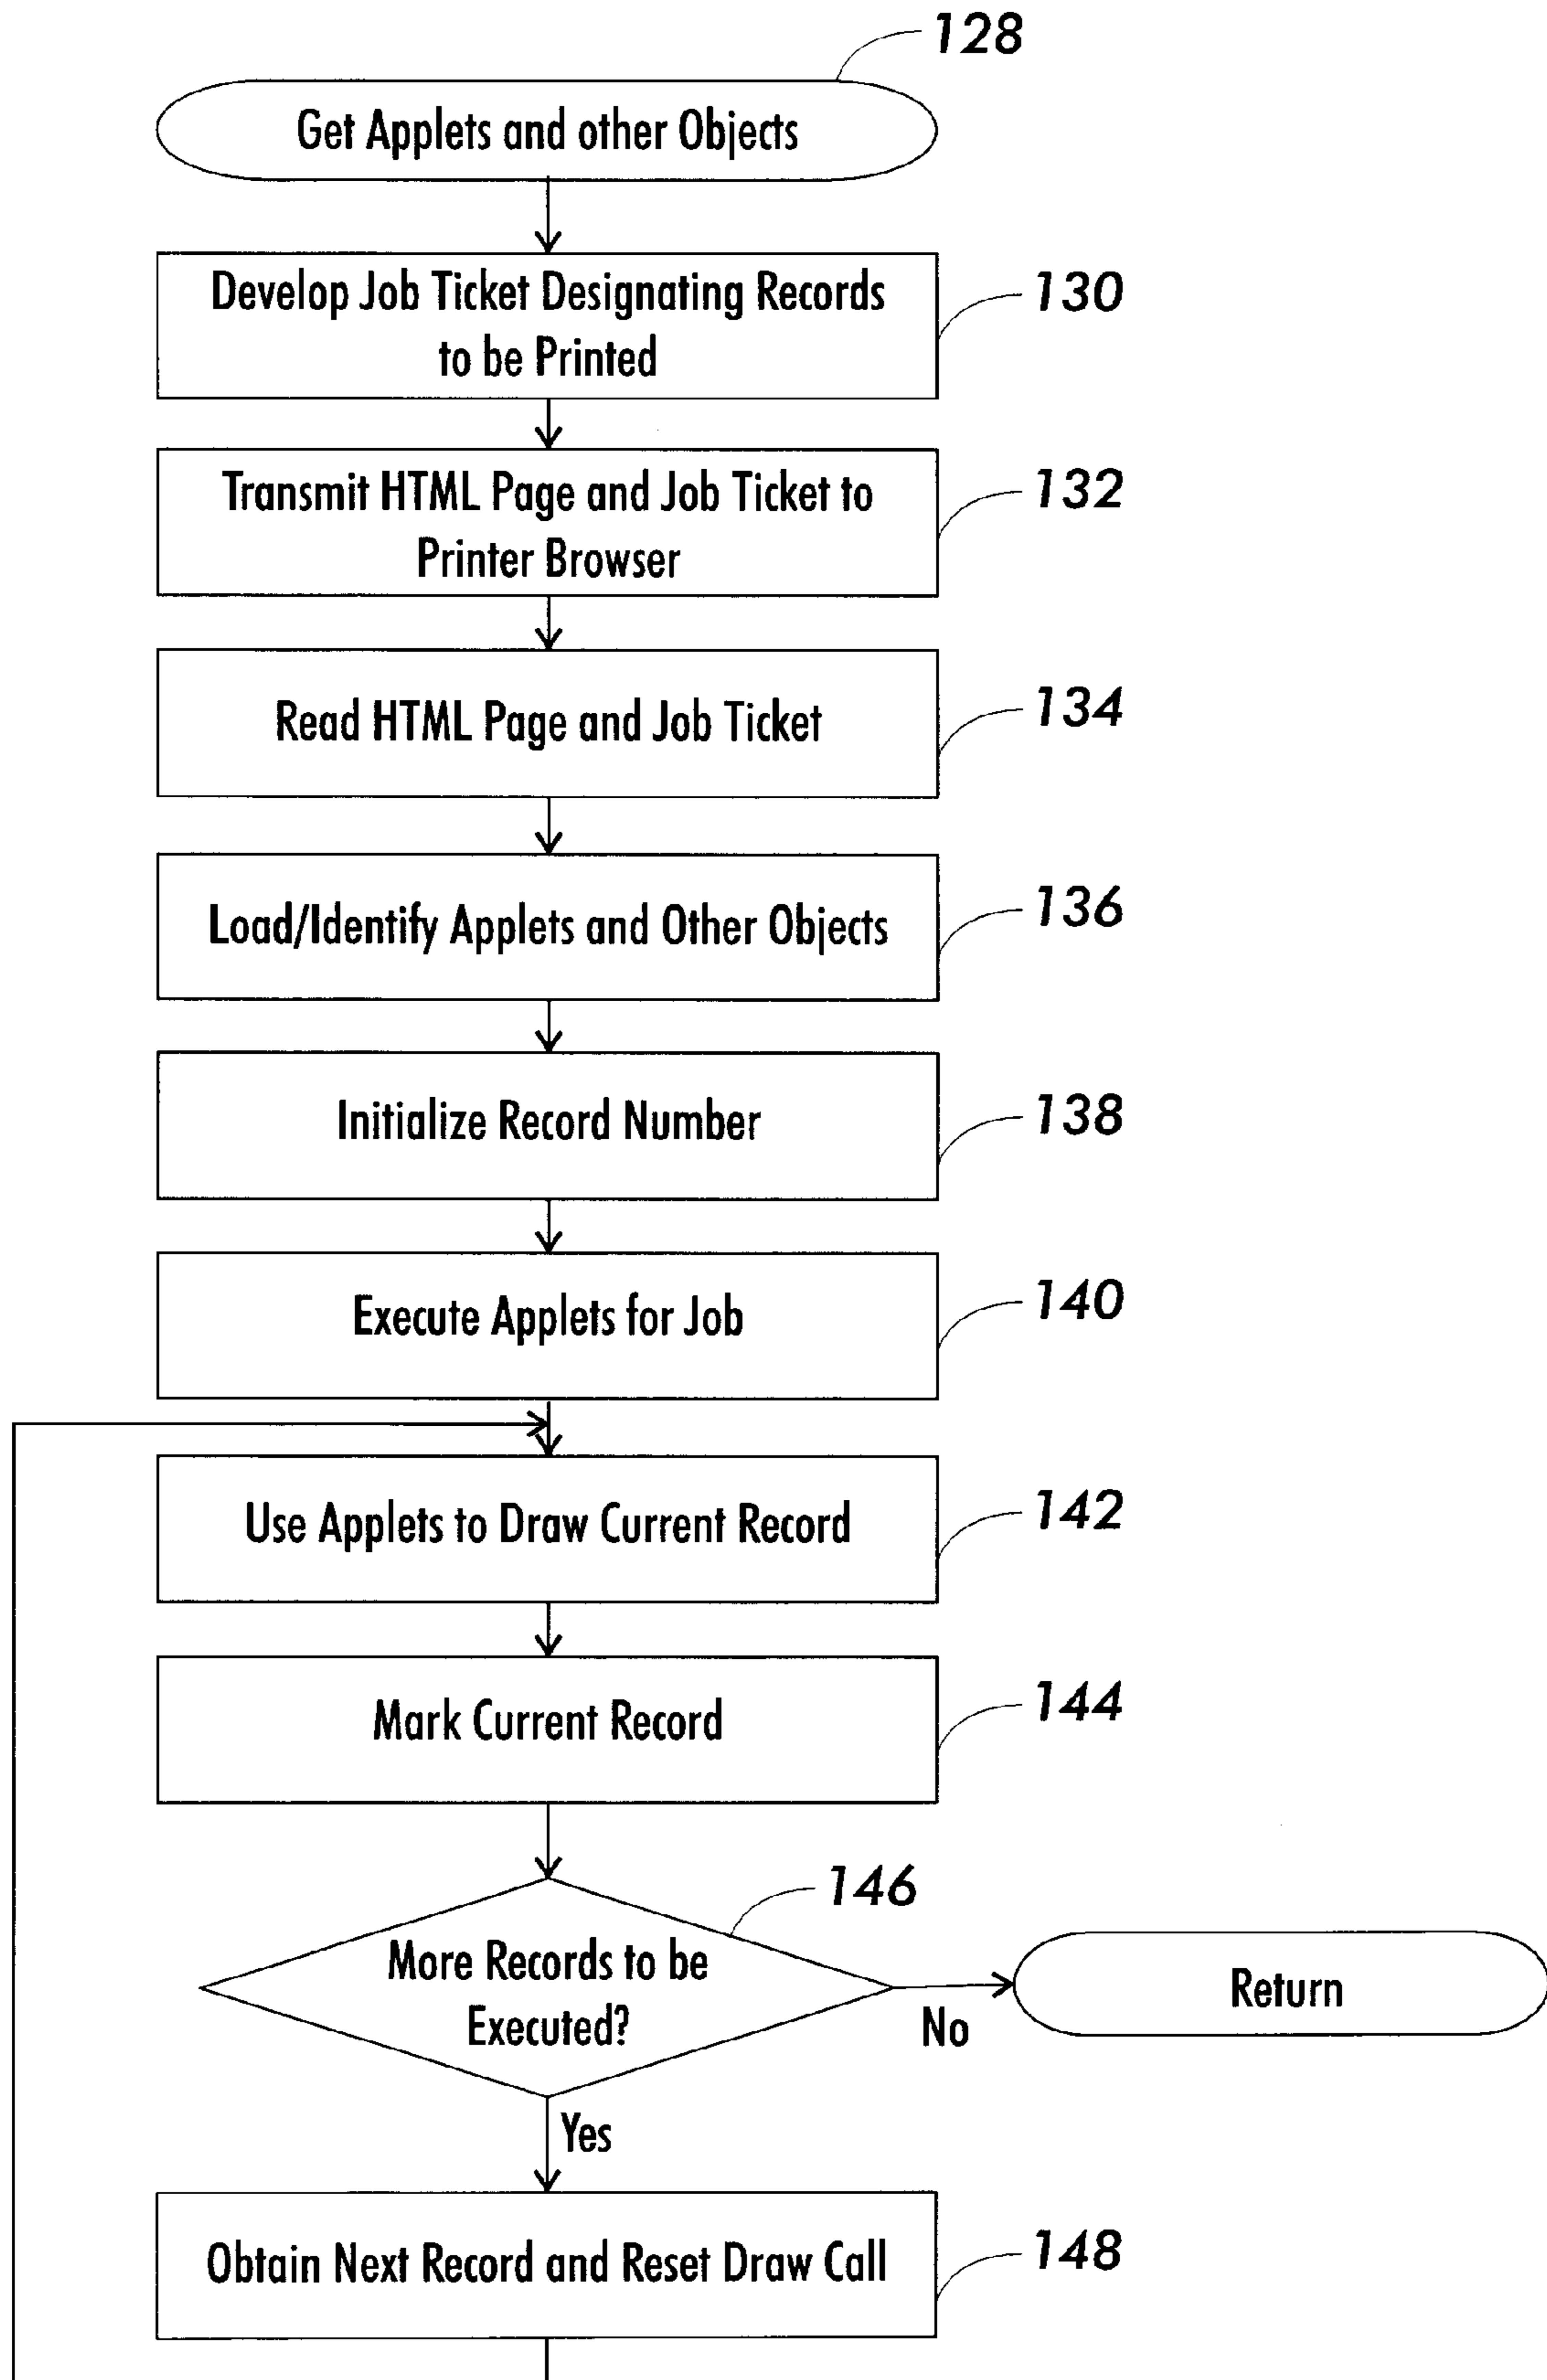 128
Get Applets and other Objects
Develop Job Ticket Designating Records
to be Printed
130
Transmit HTML Page and Job Ticket to
Printer Browser
132
Read HTML Page and Job Ticket
134
Load/Identify Applets and Other Objects
136
Initialize Record Number
138
Execute Applets for Job
140
Use Applets to Draw Current Record
142
Mark Current Record
144
146
More Records to be
Executed?
No
Return
Yes
Obtain Next Record and Reset Draw Call
148